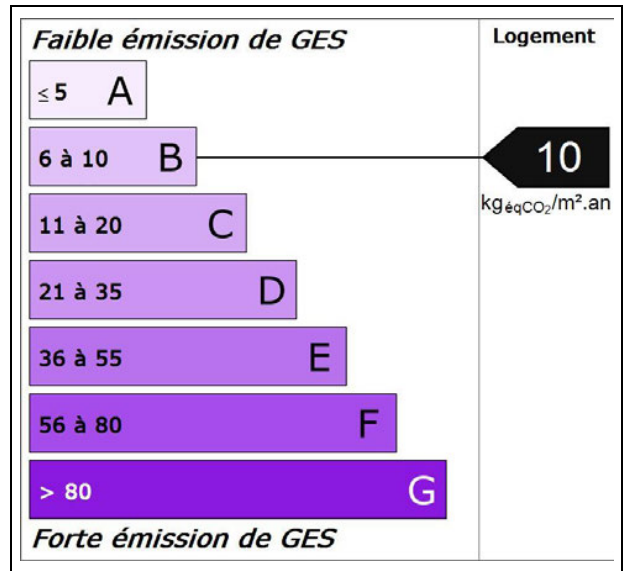 Faible émission de GES
Logement
≤ 5 A
6 à 10 B
10
kgéqCO₂/m².an
11 à 20 C
21 à 35 D
36 à 55 E
56 à 80 F
> 80 G
Forte émission de GES